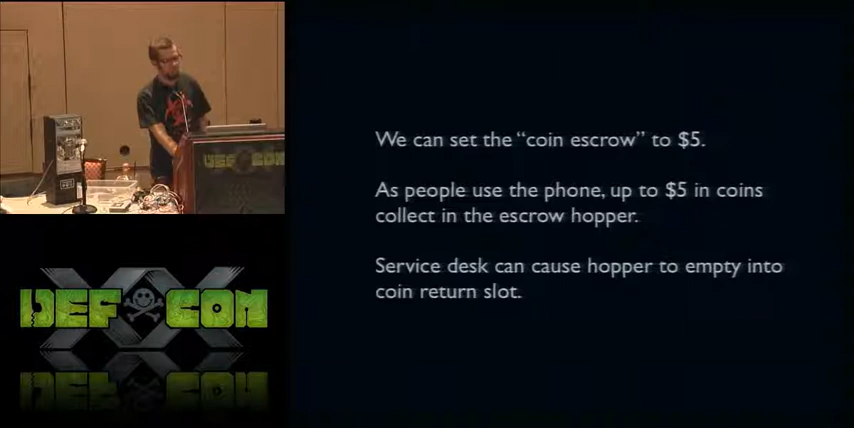 We can set the “coin escrow” to $5.
As people use the phone, up to $5 in coins
collect in the escrow hopper.
Service desk can cause hopper to empty into
coin return slot.
DEF CON
DEF CON
XX